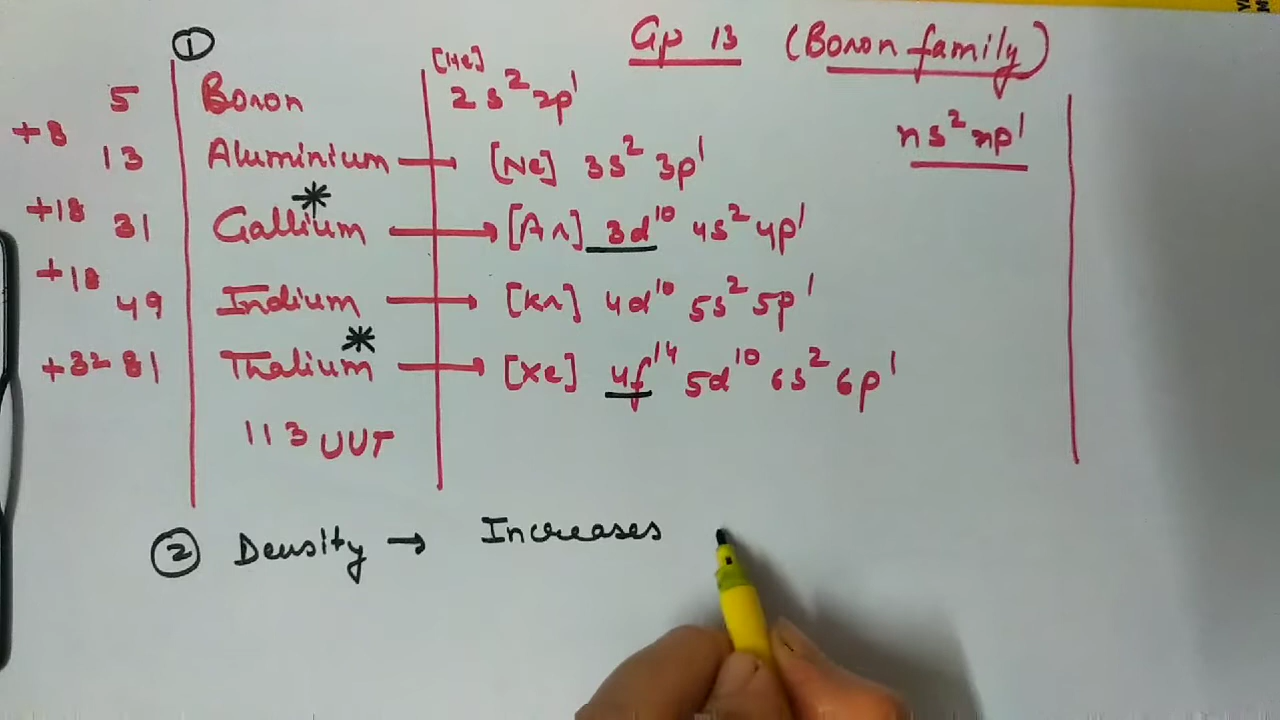 Gp 13 (Boron family)
①
5 Boron [He] 2s² 2p¹
ns² np¹
+8
13 Aluminium → [Ne] 3s² 3p¹
+18
31 Gallium * → [Ar] 3d¹⁰ 4s² 4p¹
+18
49 Indium → [Kr] 4d¹⁰ 5s² 5p¹
+32 81 Thalium * → [Xe] 4f¹⁴ 5d¹⁰ 6s² 6p¹
113 UUT
② Density → Increases